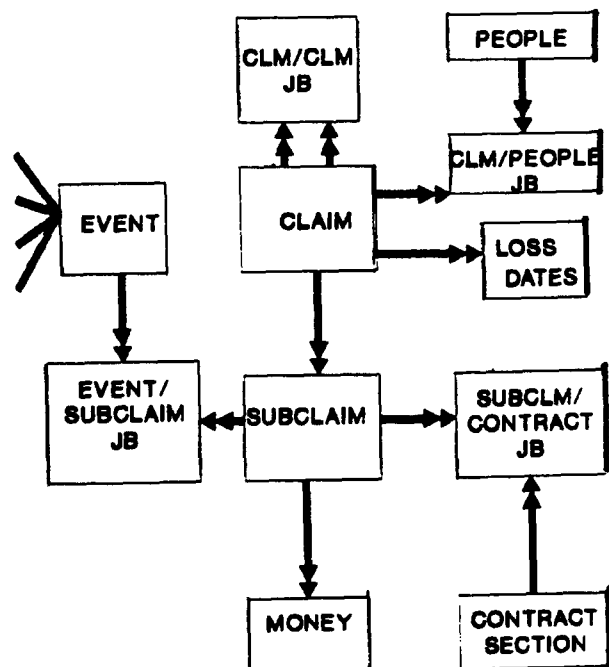 PEOPLE
CLM/CLM
JB
CLM/PEOPLE
JB
EVENT
CLAIM
LOSS
DATES
EVENT/
SUBCLAIM
JB
SUBCLAIM
SUBCLM/
CONTRACT
JB
MONEY
CONTRACT
SECTION